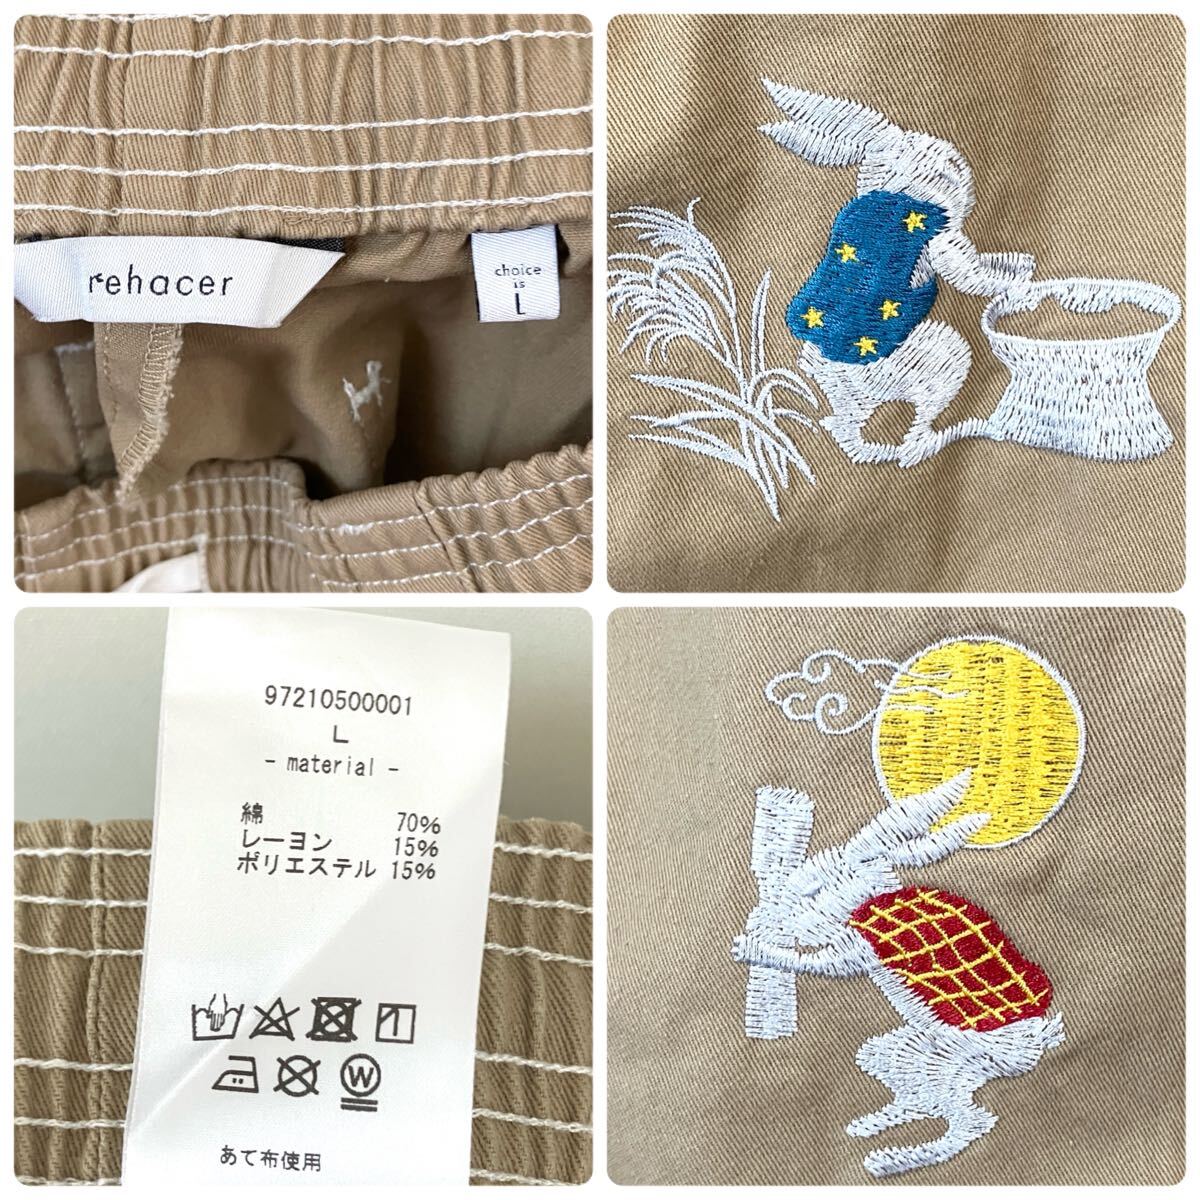 rehacer
choice
is
L
97210500001
L
- material -
綿 70%
レーヨン 15%
ポリエステル 15%
W
あて布使用